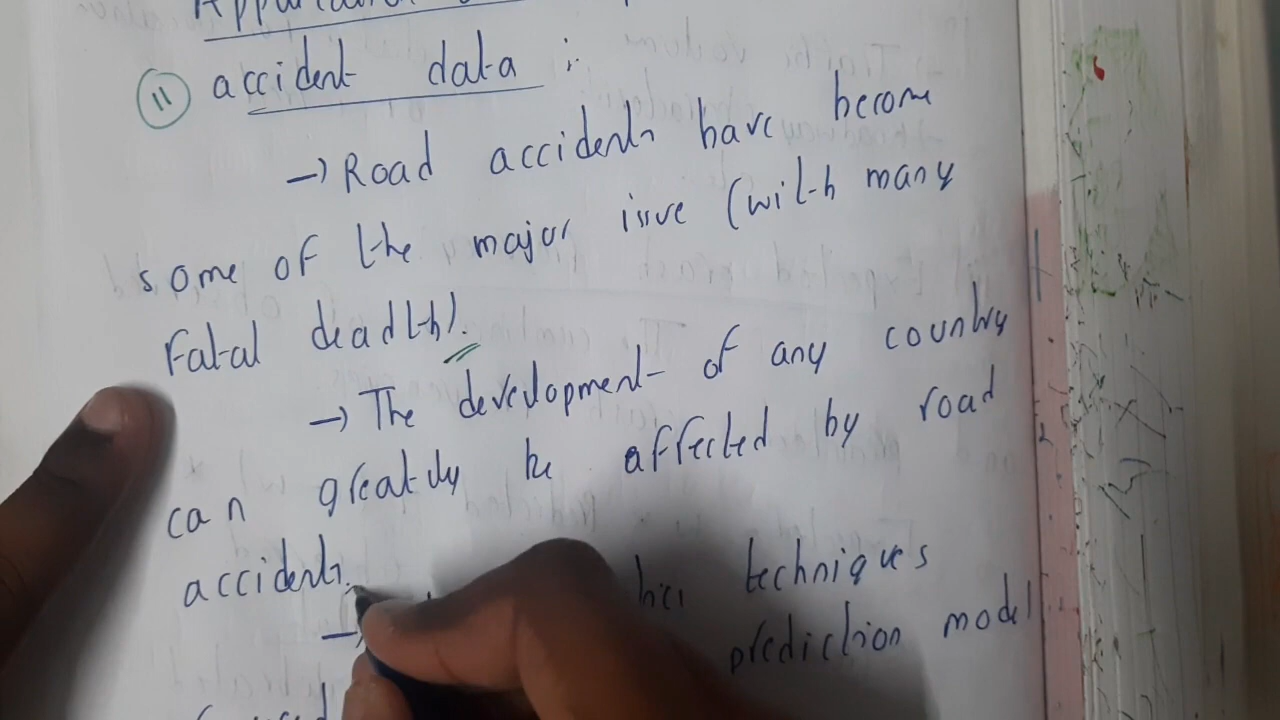 11 accident data :
→ Road accidents have become
some of the major issue (with many
Fatal deadth).
→ The development of any country
can greatly be affected by road
accidents.
→ techniques
prediction model